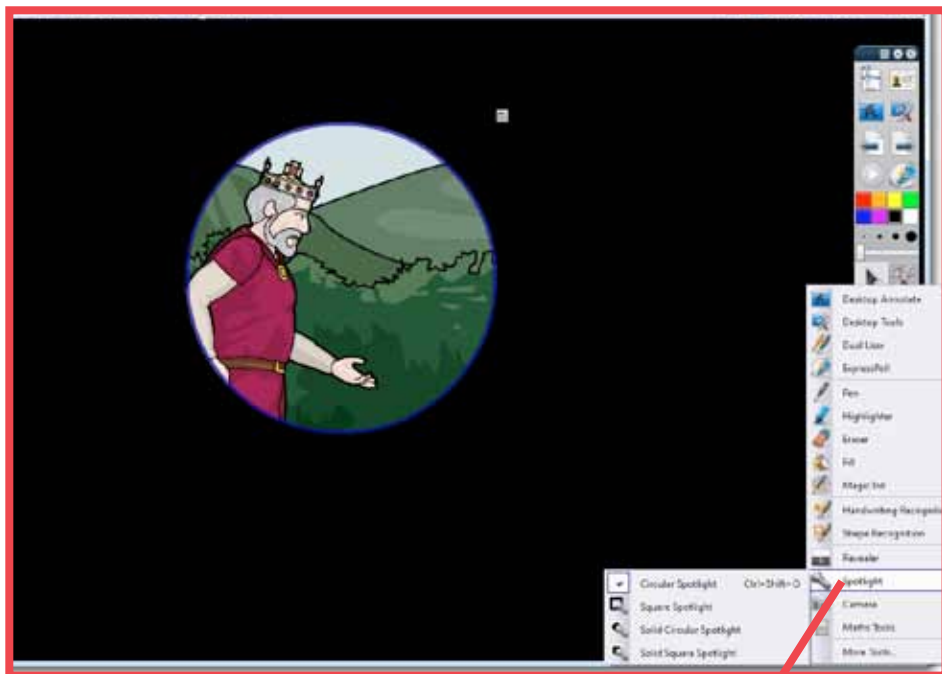 Desktop Annotate
Desktop Tools
Dual User
ExpressPoll
Pen
Highlighter
Eraser
Fill
Magic Ink
Handwriting Recogniti
Shape Recognition
Revealer
Spotlight
Camera
Maths Tools
More Tools...
Circular Spotlight Ctrl+Shift+O
Square Spotlight
Solid Circular Spotlight
Solid Square Spotlight